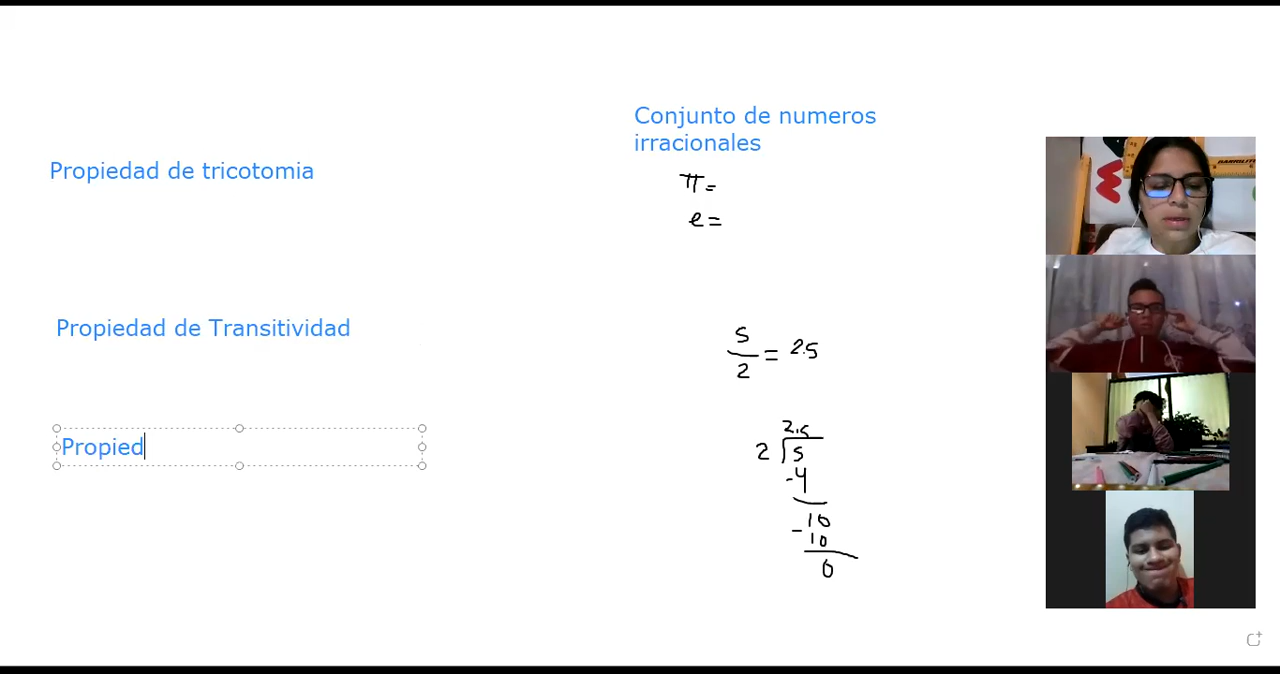 Propiedad de tricotomia
Propiedad de Transitividad
Propied
Conjunto de numeros
irracionales
π =
e =
5/2 = 2.5
2.5
2 5
-4
-10
10
0